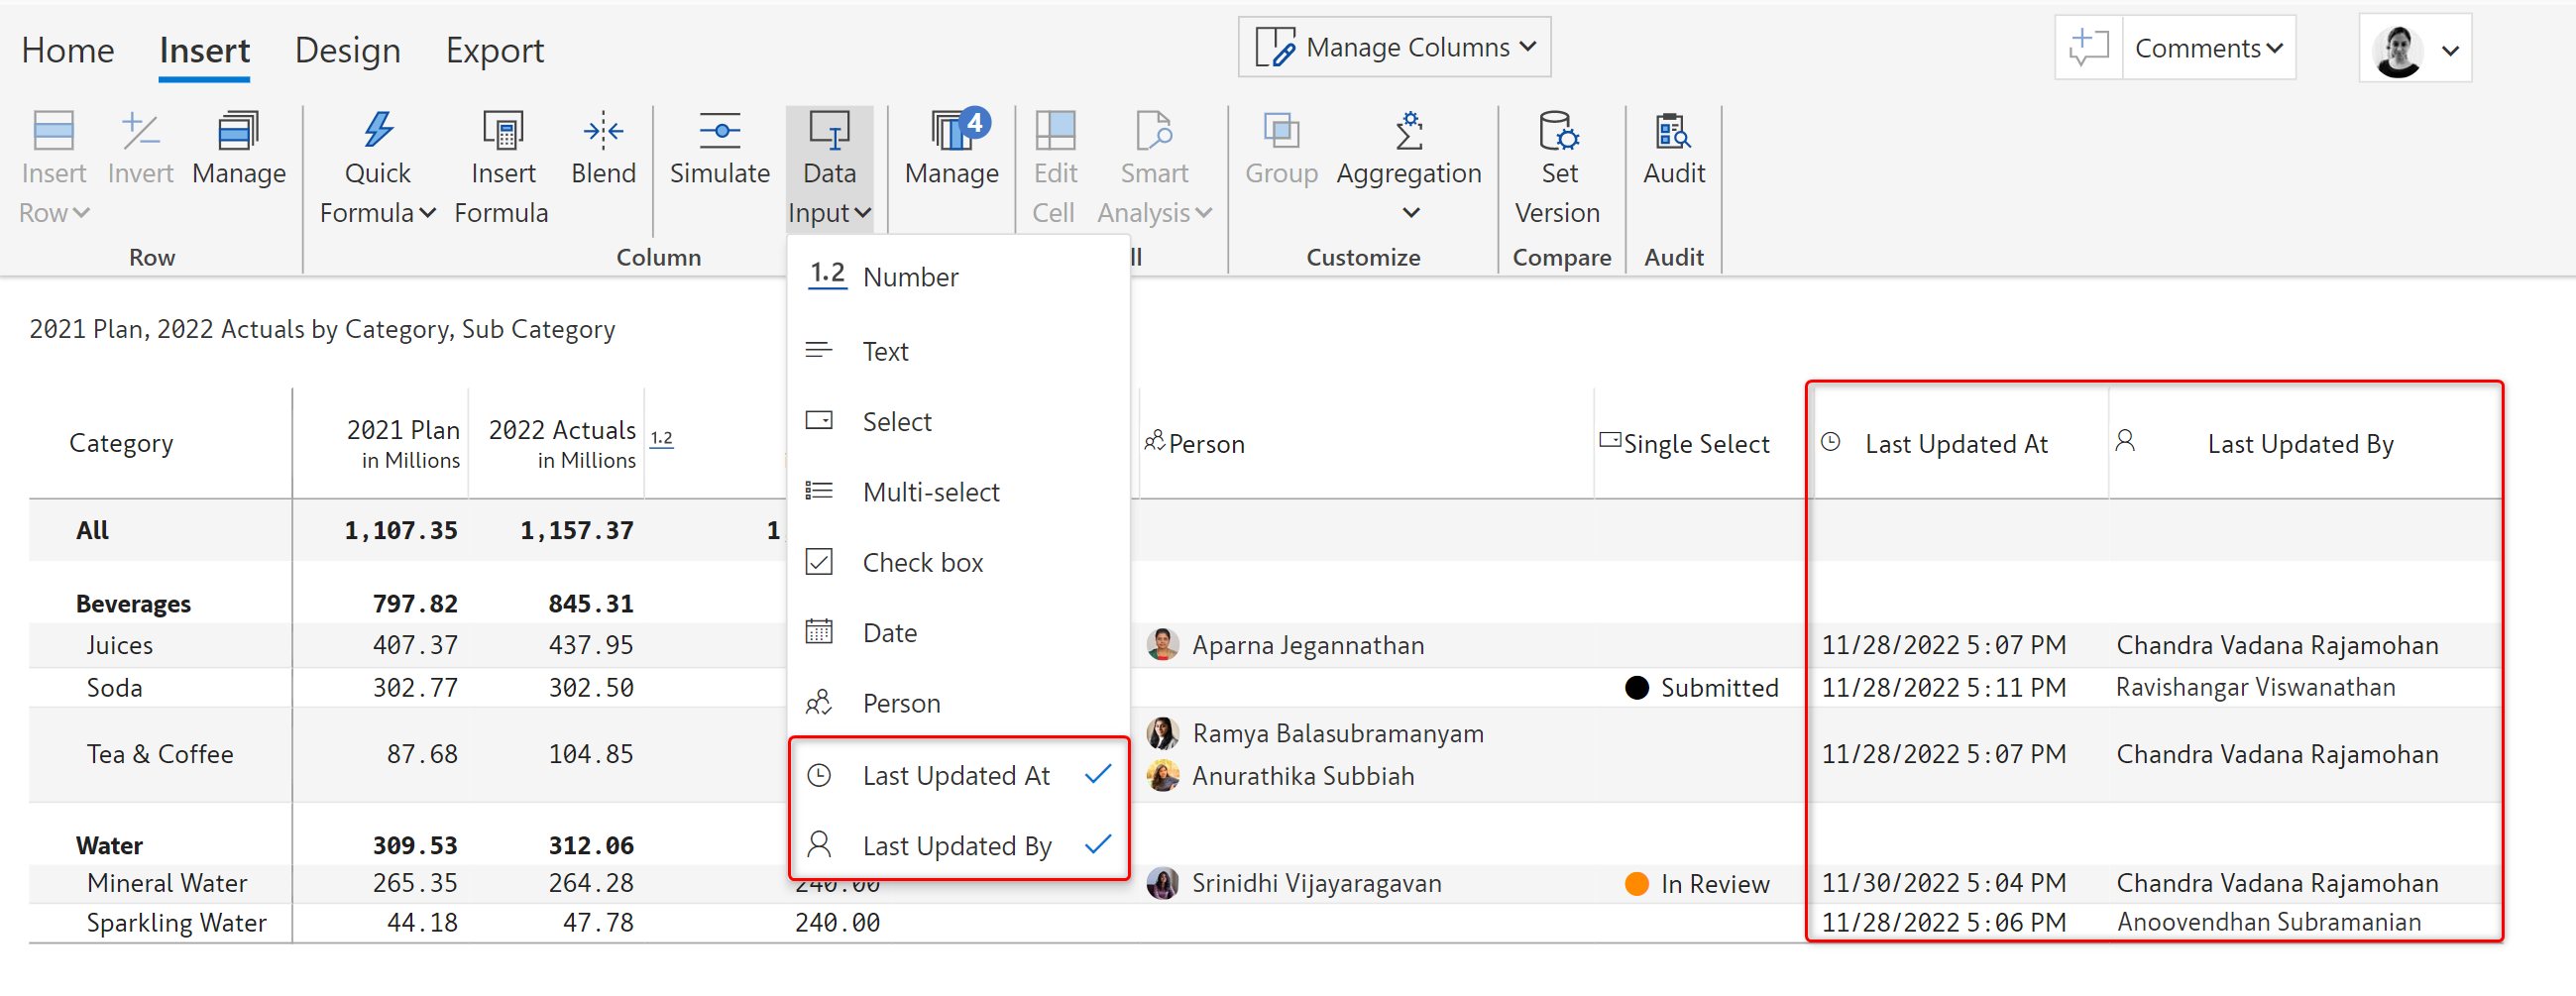 Home Insert Design Export Manage Columns Comments
4
Insert Row Invert Manage Quick Formula Insert Formula Blend Simulate Data Input Manage Edit Cell Smart Analysis Group Aggregation Set Version Audit
Row Column ll Customize Compare Audit
1.2 Number
Text
Select
Multi-select
Check box
Date
Person
Last Updated At
Last Updated By
2021 Plan, 2022 Actuals by Category, Sub Category
Category 2021 Plan in Millions 2022 Actuals in Millions 1.2 Person Single Select Last Updated At Last Updated By
All 1,107.35 1,157.37 1
Beverages 797.82 845.31
Juices 407.37 437.95 Aparna Jegannathan 11/28/2022 5:07 PM Chandra Vadana Rajamohan
Soda 302.77 302.50 Submitted 11/28/2022 5:11 PM Ravishangar Viswanathan
Tea & Coffee 87.68 104.85 Ramya Balasubramanyam Anurathika Subbiah 11/28/2022 5:07 PM Chandra Vadana Rajamohan
Water 309.53 312.06
Mineral Water 265.35 264.28 240.00 Srinidhi Vijayaragavan In Review 11/30/2022 5:04 PM Chandra Vadana Rajamohan
Sparkling Water 44.18 47.78 240.00 11/28/2022 5:06 PM Anoovendhan Subramanian